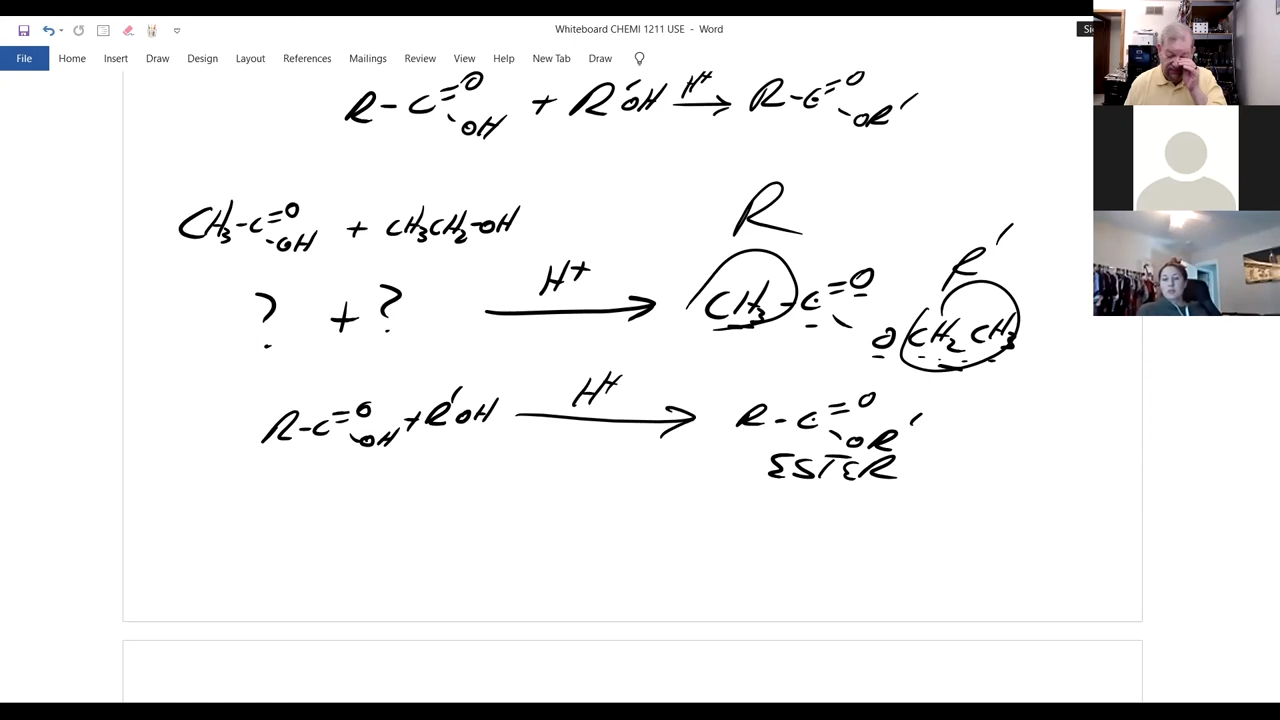 Whiteboard CHEMI 1211 USE - Word
File Home Insert Draw Design Layout References Mailings Review View Help New Tab Draw
R-C=O OH + R'OH H+ → R-C=O OR'
CH3-C=O -OH + CH3CH2-OH
R
R'
? + ? H+ → CH3-C=O OCH2CH3
R-C=O OH + R'OH H+ → R-C=O OR'
ESTER